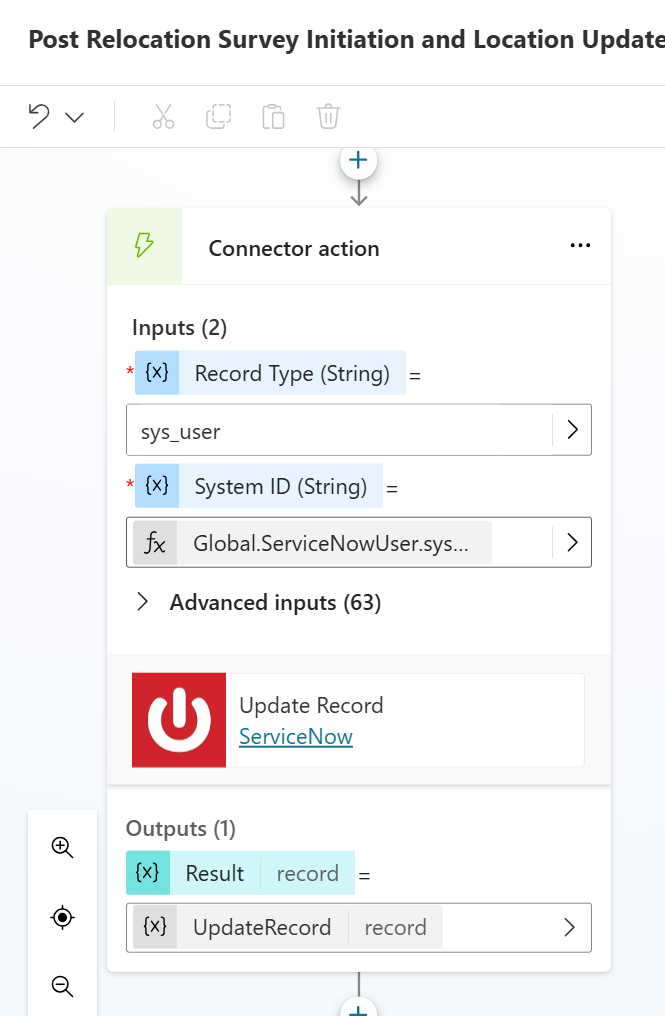 Post Relocation Survey Initiation and Location Update
Connector action
Inputs (2)
* {x} Record Type (String) =
sys_user
* {x} System ID (String) =
fx Global.ServiceNowUser.sys...
Advanced inputs (63)
Update Record
ServiceNow
Outputs (1)
{x} Result record =
{x} UpdateRecord record